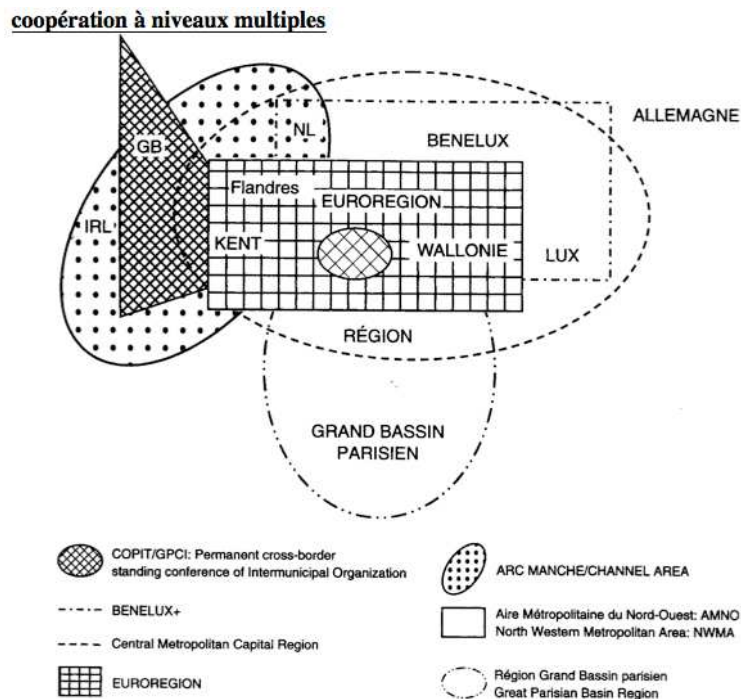 coopération à niveaux multiples
ALLEMAGNE
NL
BENELUX
GB
Flandres
EUROREGION
IRL
KENT
WALLONIE
LUX
RÉGION
GRAND BASSIN
PARISIEN
COPIT/GPCI: Permanent cross-border
standing conference of Intermunicipal Organization
ARC MANCHE/CHANNEL AREA
BENELUX+
Aire Métropolitaine du Nord-Ouest: AMNO
North Western Metropolitan Area: NWMA
Central Metropolitan Capital Region
EUROREGION
Région Grand Bassin parisien
Great Parisian Basin Region